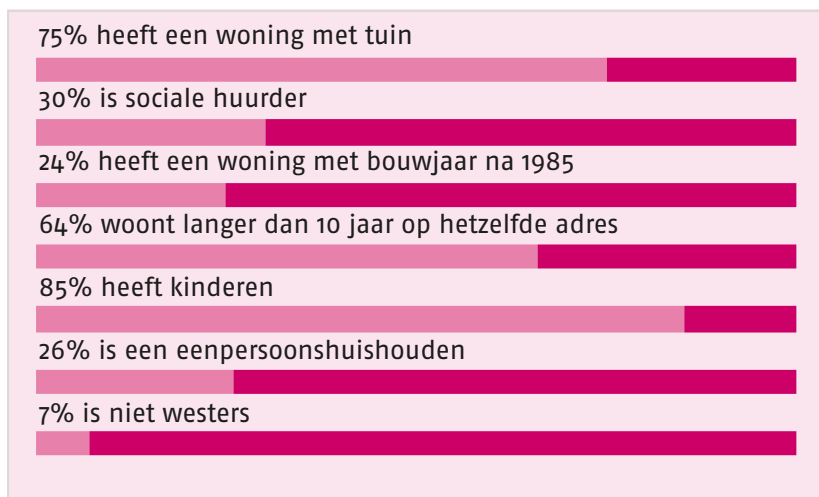 75% heeft een woning met tuin
30% is sociale huurder
24% heeft een woning met bouwjaar na 1985
64% woont langer dan 10 jaar op hetzelfde adres
85% heeft kinderen
26% is een eenpersoonshuishouden
7% is niet westers